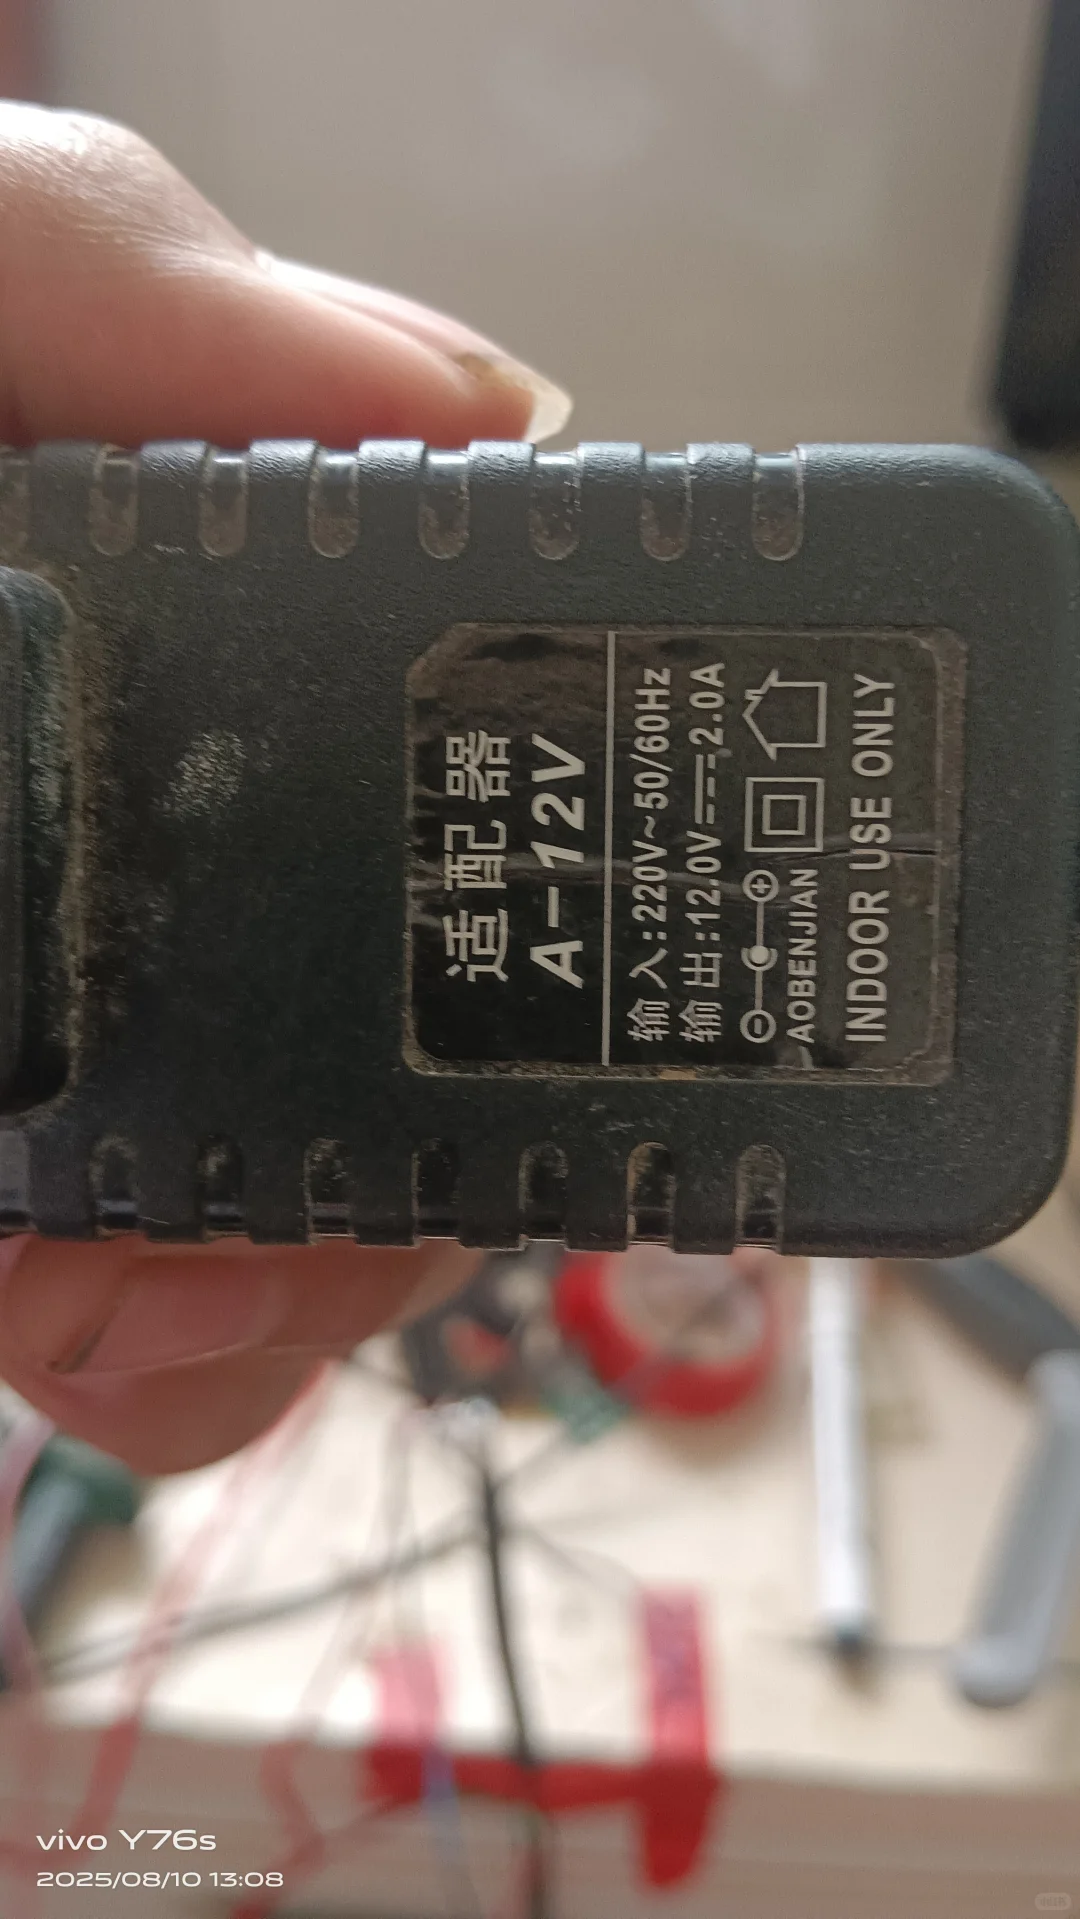 适配器
A-12V
输入:220V~50/60Hz
输出:12.0V⎓2.0A
AOBENJIAN
INDOOR USE ONLY
vivo Y76s
2025/08/10 13:08